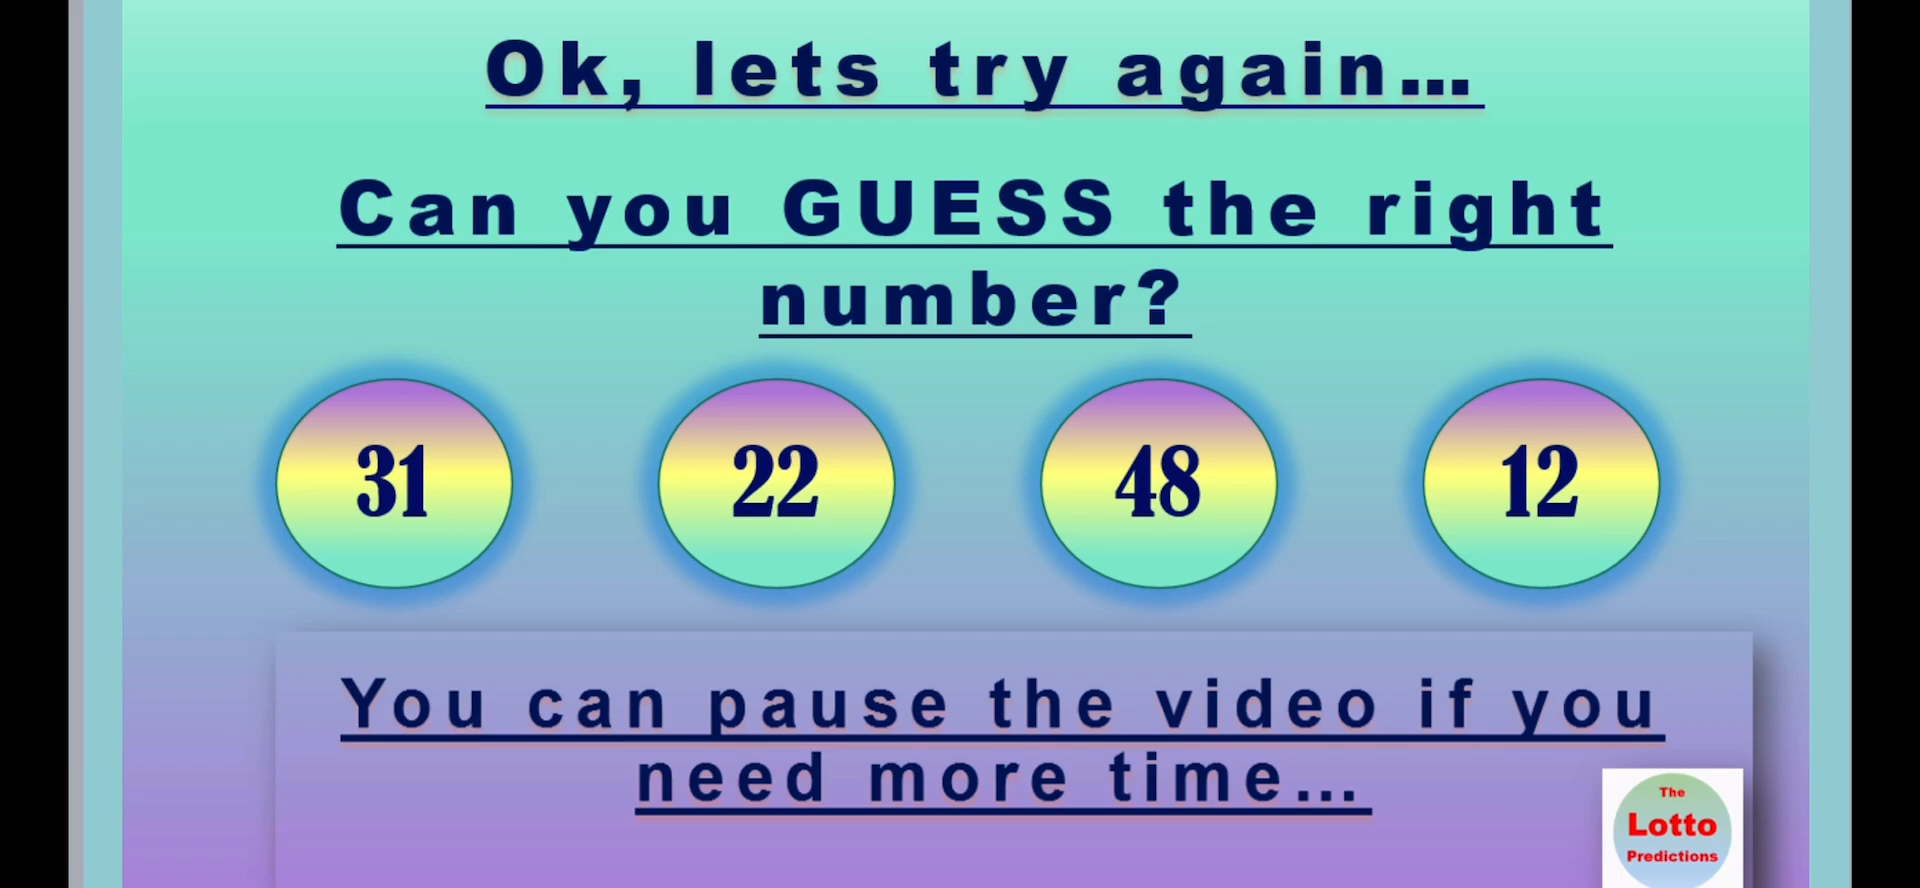 Ok, lets try again...
Can you GUESS the right
number?
31 22 48 12
You can pause the video if you
need more time...
The
Lotto
Predictions